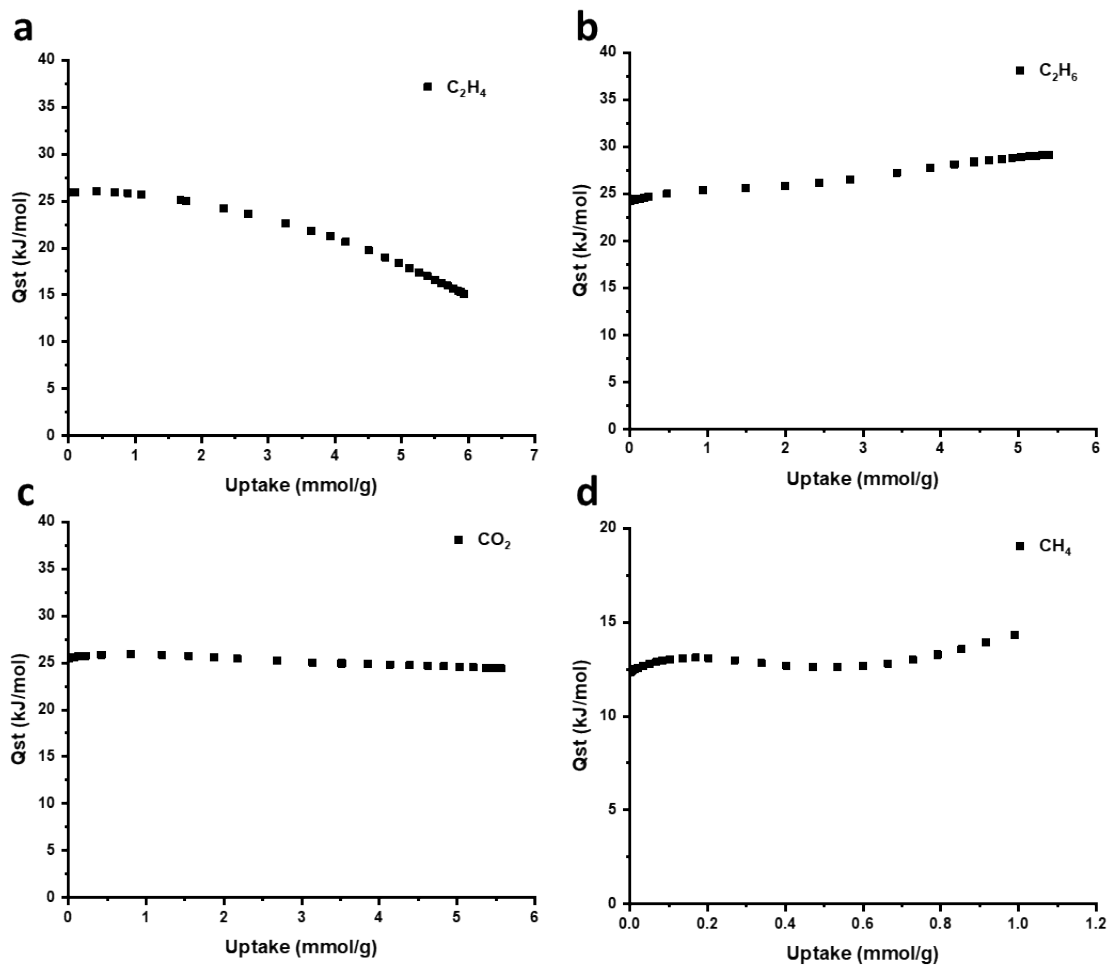 a
C₂H₄
Qst (kJ/mol)
40
35
30
25
20
15
10
5
0
0 1 2 3 4 5 6 7
Uptake (mmol/g)
b
C₂H₆
Qst (kJ/mol)
40
35
30
25
20
15
10
5
0
0 1 2 3 4 5 6
Uptake (mmol/g)
c
CO₂
Qst (kJ/mol)
40
35
30
25
20
15
10
5
0
0 1 2 3 4 5 6
Uptake (mmol/g)
d
CH₄
Qst (kJ/mol)
20
15
10
5
0
0.0 0.2 0.4 0.6 0.8 1.0 1.2
Uptake (mmol/g)